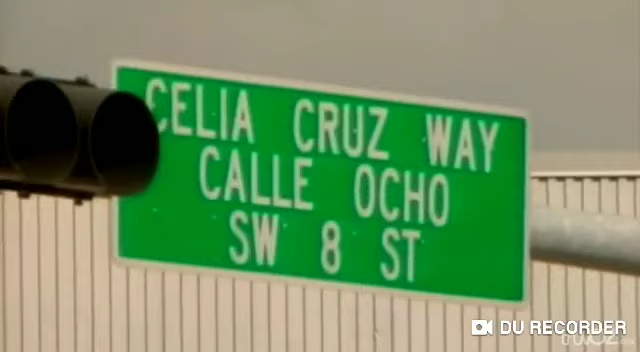 CELIA CRUZ WAY
CALLE OCHO
SW 8 ST
DU RECORDER